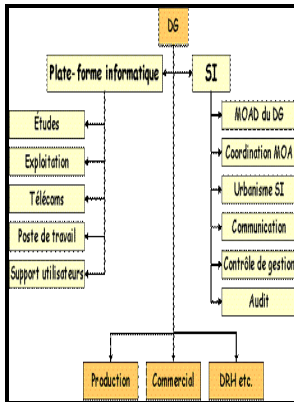 DG
Plate-forme informatique
SI
Études
Exploitation
Télécoms
Poste de travail
Support utilisateurs
MOAD du DG
Coordination MOA
Urbanisme SI
Communication
Contrôle de gestion
Audit
Production
Commercial
DRH etc.